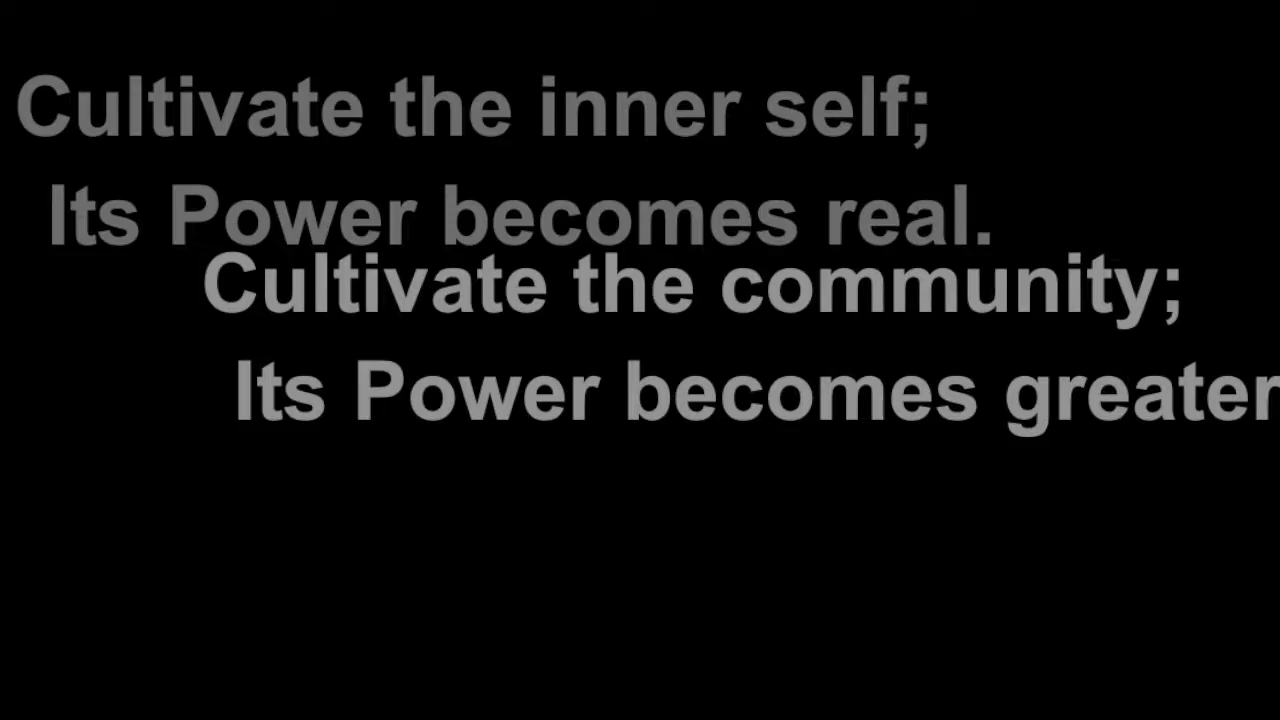 Cultivate the inner self;
Its Power becomes real.
Cultivate the community;
Its Power becomes greater